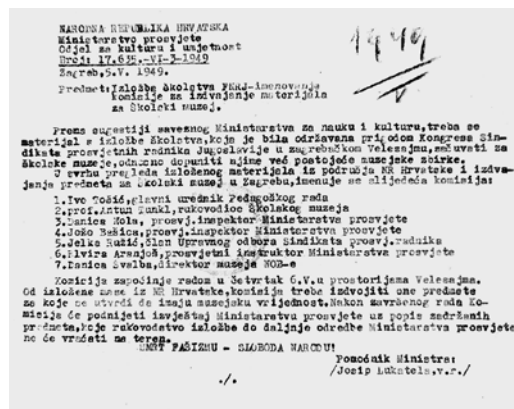 NARODNA REPUBLIKA HRVATSKA
Ministarstvo prosvjete
Odjel za kulturu i umjetnost
Broj: 17.635.-VI-3-1949
Zagreb, 5.V. 1949.
1949
Predmet: Izložbe školstva FNRJ-imenovanje
komisije za izdvajanje materijala
za Školski muzej.
Prema sugestiji saveznog Ministarstva za nauku i kulturu, treba se
materijal s izložbe školstva, koja je bila održavana prigodom Kongresa Sin-
dikata prosvjetnih radnika Jugoslavije u zagrebačkom Velesajmu, sačuvati za
školske muzeje, odnosno dopuniti njime već postojeće muzejske zbirke.
U svrhu pregleda izloženog materijala iz područja NR Hrvatske i izdva-
janja predmeta za Školski muzej u Zagrebu, imenuje se slijedeća komisija:
1. Ivo Tošić, glavni urednik Pedagoškog rada
2. prof. Antun Tunkl, rukovodioc Školskog muzeja
3. Danica Nola, prosvj. inspektor Ministarstva prosvjete
4. Jožo Bešica, prosvj. inspektor Ministarstva prosvjete
5. Jelka Ružić, član Upravnog odbora Sindikata prosvj. radnika
6. Elvira Aranjoš, prosvjetni instruktor Ministarstva prosvjete
7. Danica Švalba, direktor muzeja NOB-e
Komisija započinje radom u četvrtak 6.V. u prostorijama Velesajma.
Od izložene građe iz NR Hrvatske, komisija treba izdvojiti one predmete
za koje se utvrdi da imaju muzejsku vrijednost. Nakon završenog rada Ko-
misija će podnijeti izvještaj Ministarstvu prosvjete uz popis zadržanih
predmeta, koje rukovodstvo izložbe do daljnje odredbe Ministarstva prosvjete
ne će vraćati na teren.
SMRT FAŠIZMU - SLOBODA NARODU!
Pomoćnik Ministra:
/Josip Lukatela, v.r./
./.